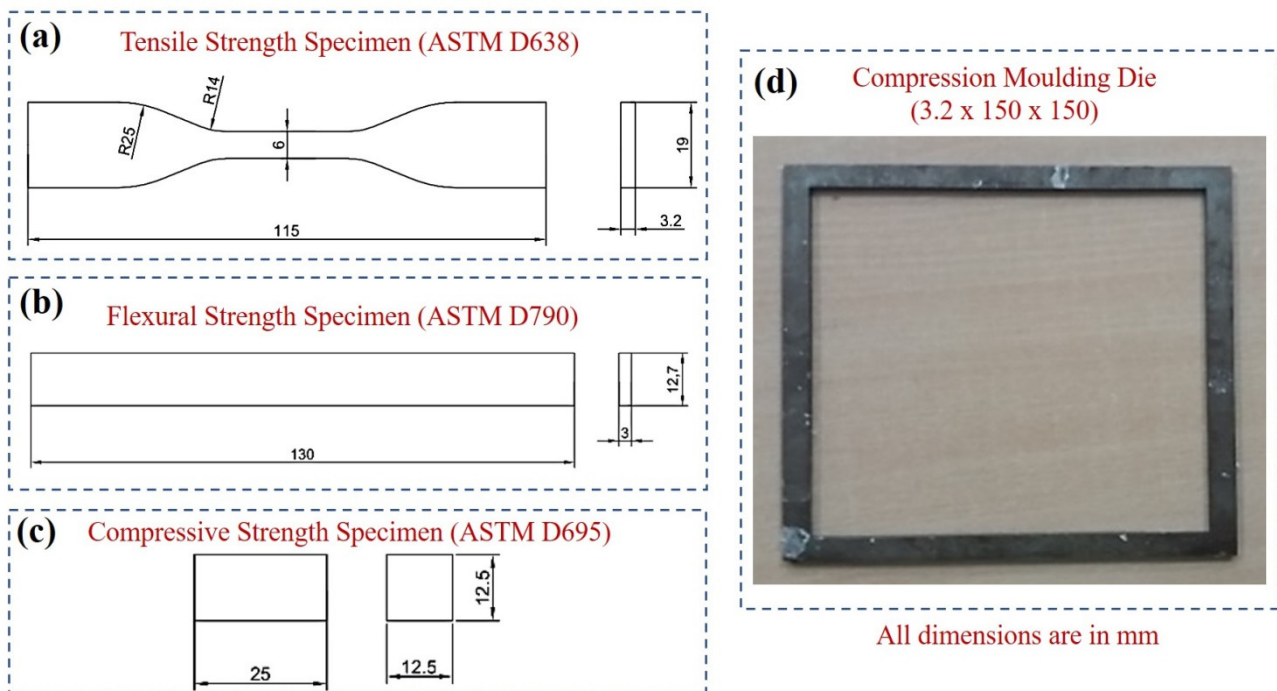 (a)
Tensile Strength Specimen (ASTM D638)
R14
R25
6
19
3.2
115
(b)
Flexural Strength Specimen (ASTM D790)
12,7
3
130
(c)
Compressive Strength Specimen (ASTM D695)
12.5
25
12.5
(d)
Compression Moulding Die
(3.2 x 150 x 150)
All dimensions are in mm